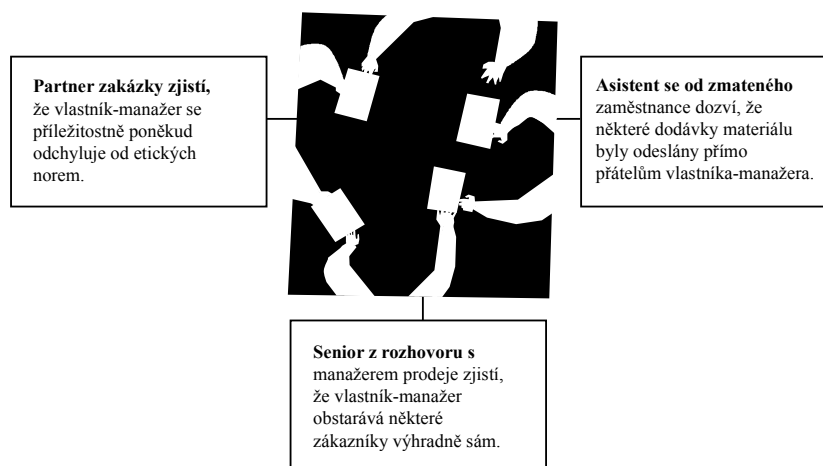 Partner zakázky zjistí,
že vlastník-manažer se
příležitostně poněkud
odchyluje od etických
norem.
Asistent se od zmateného
zaměstnance dozví, že
některé dodávky materiálu
byly odeslány přímo
přátelům vlastníka-manažera.
Senior z rozhovoru s
manažerem prodeje zjistí,
že vlastník-manažer
obstarává některé
zákazníky výhradně sám.